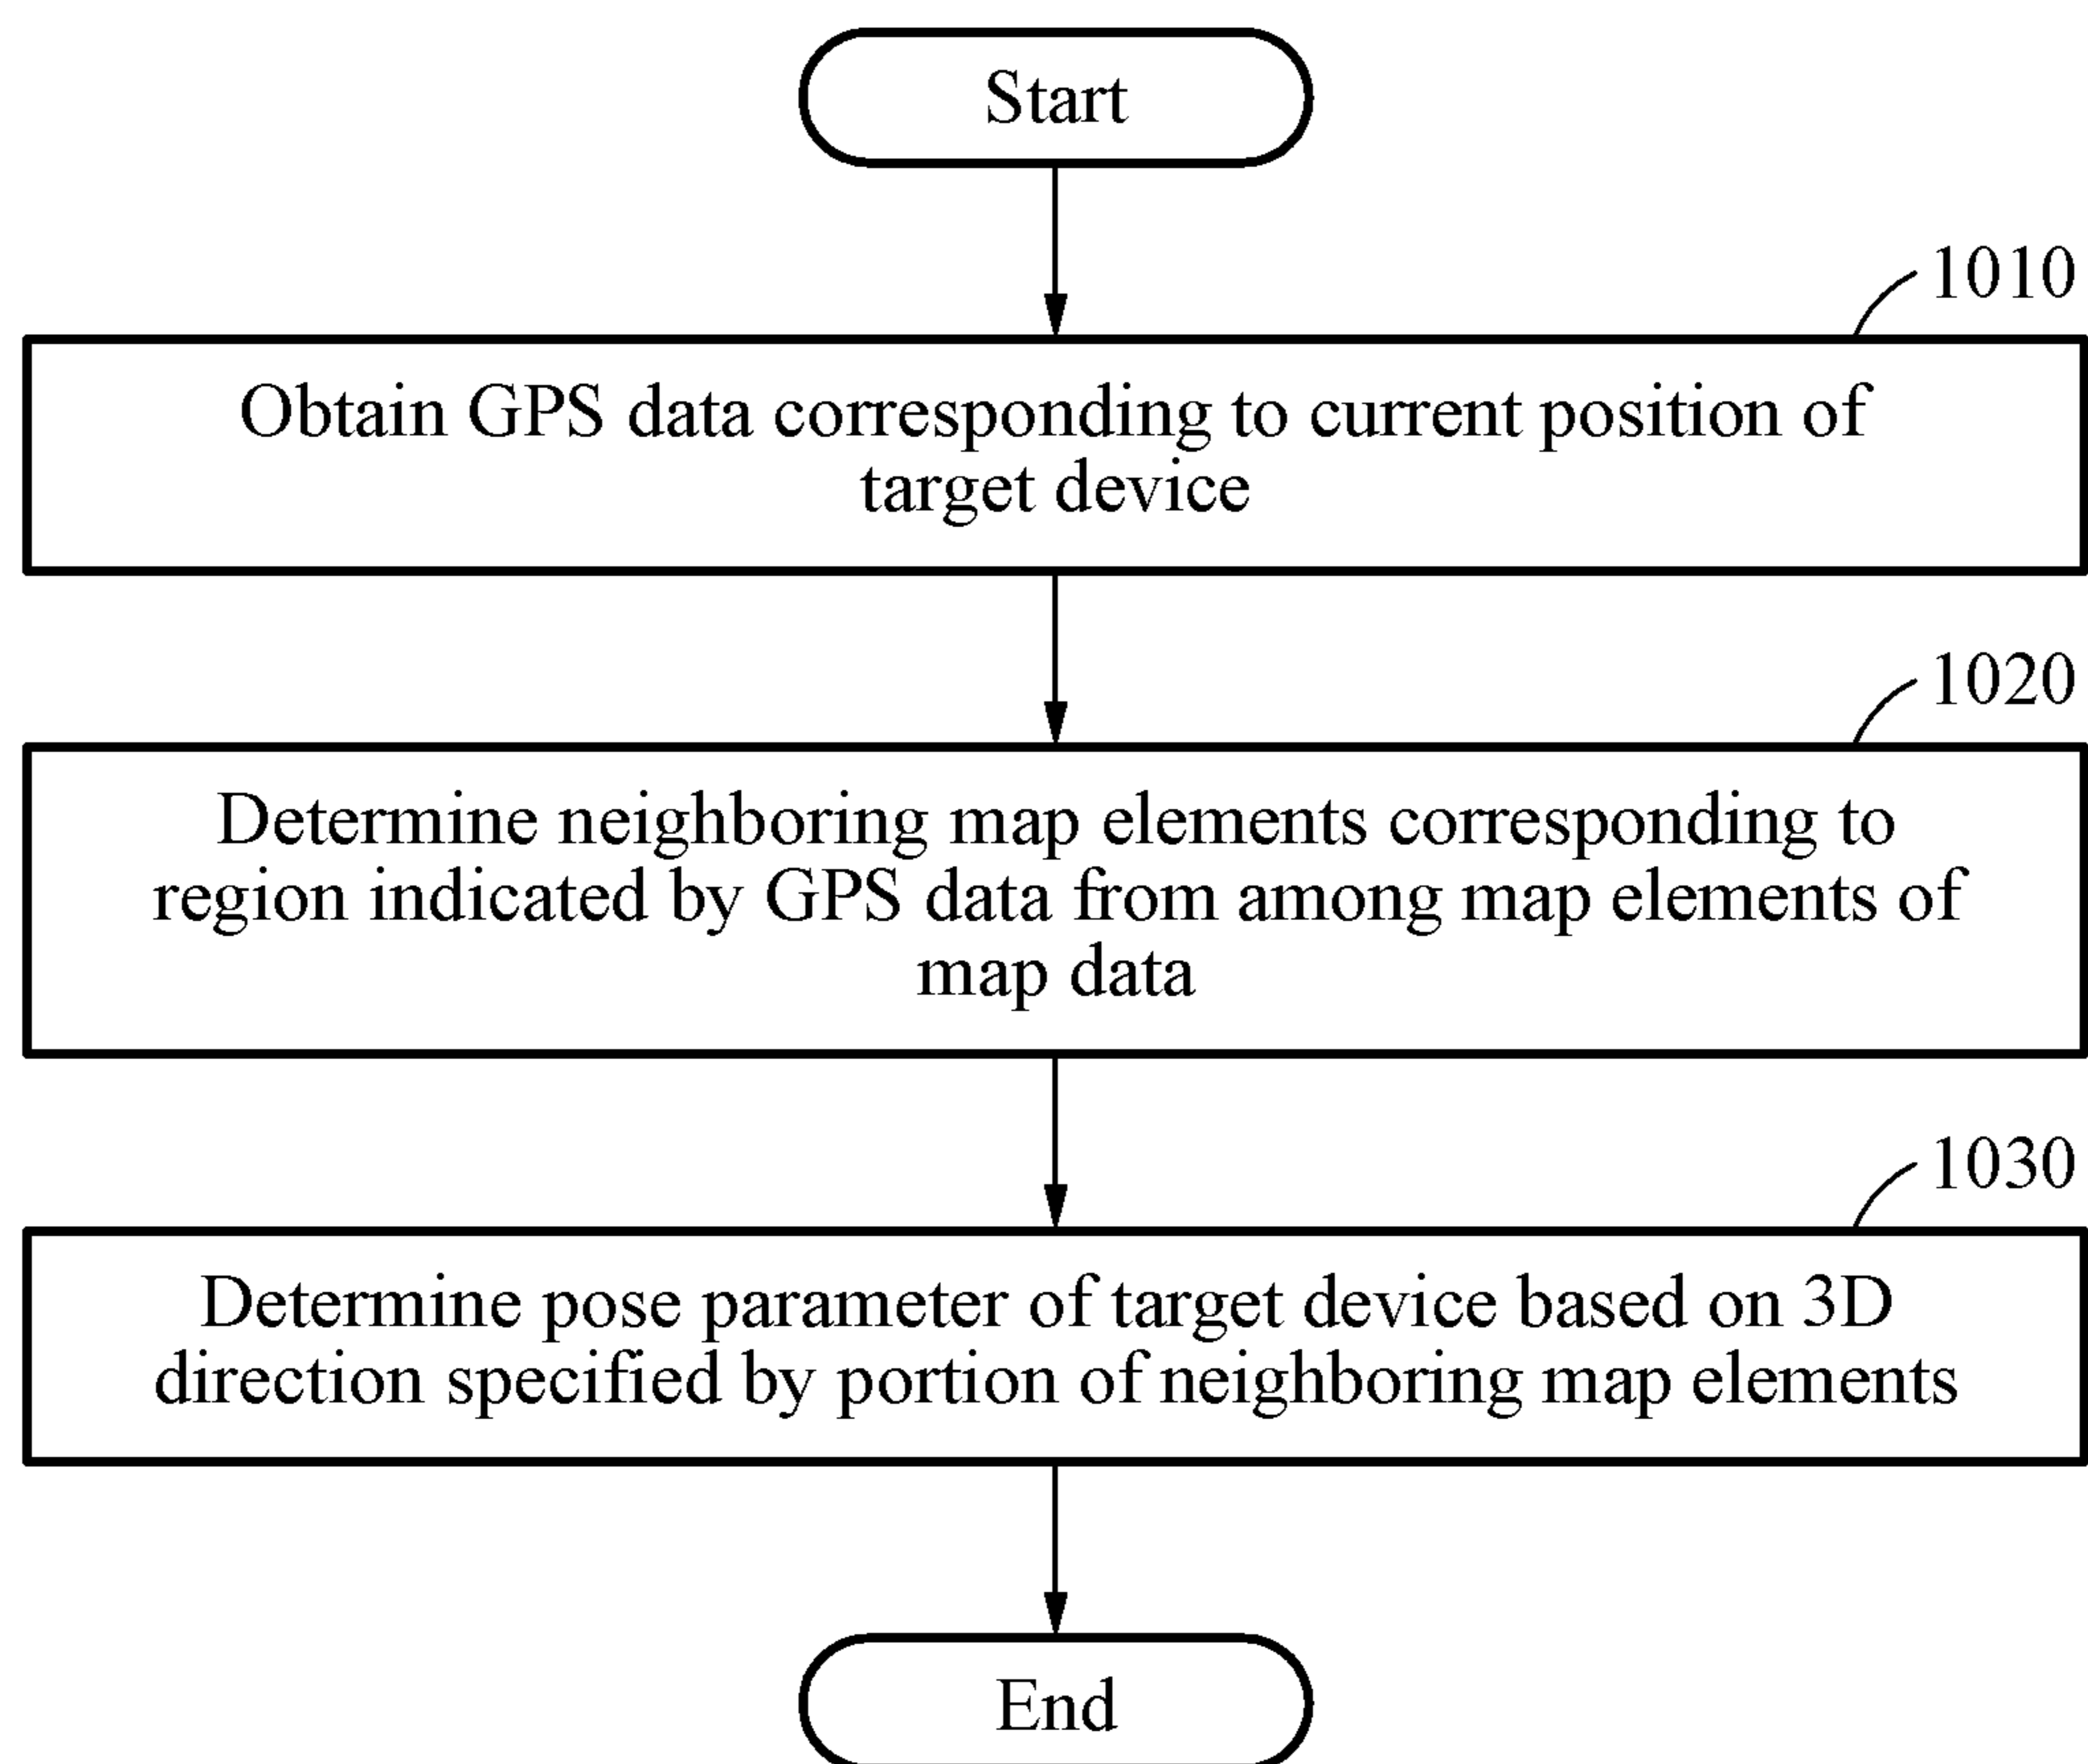 Start
1010
Obtain GPS data corresponding to current position of
target device
1020
Determine neighboring map elements corresponding to
region indicated by GPS data from among map elements of
map data
1030
Determine pose parameter of target device based on 3D
direction specified by portion of neighboring map elements
End